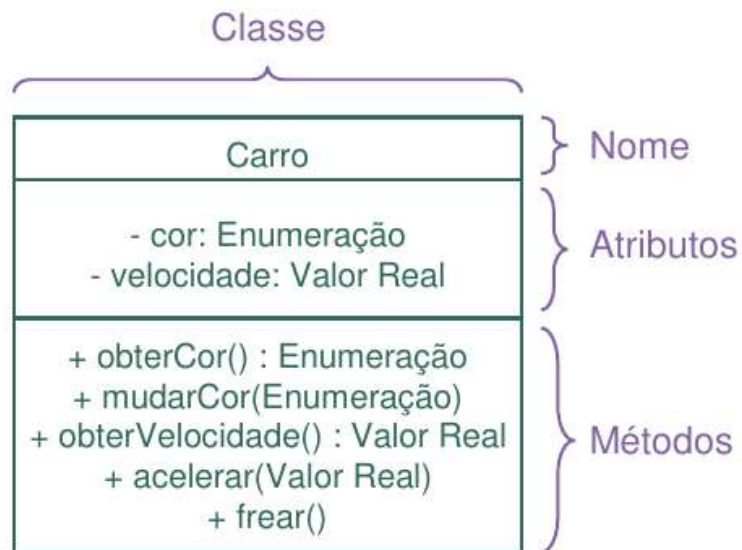 Classe
Carro
Nome
- cor: Enumeração
- velocidade: Valor Real
Atributos
+ obterCor() : Enumeração
+ mudarCor(Enumeração)
+ obterVelocidade() : Valor Real
+ acelerar(Valor Real)
+ frear()
Métodos